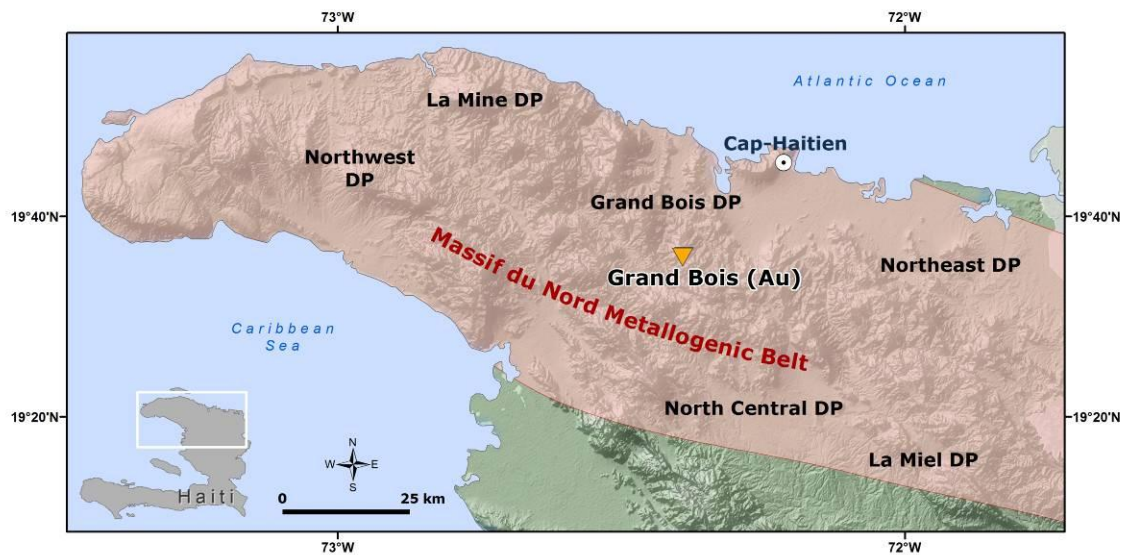 73°W
72°W
Atlantic Ocean
La Mine DP
Cap-Haitien
Northwest
DP
Grand Bois DP
19°40'N
19°40'N
Massif du Nord Metallogenic Belt
Grand Bois (Au)
Northeast DP
Caribbean
Sea
19°20'N
North Central DP
19°20'N
La Miel DP
N
W
E
S
Haiti
0
25 km
73°W
72°W